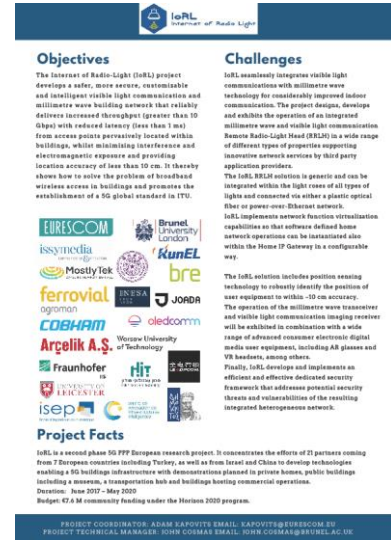 IoRL
Internet of Radio Light
Objectives
The Internet of Radio-Light (IoRL) project
develops a safer, more secure, customizable
and intelligent visible light communication and
millimetre wave building network that reliably
delivers increased throughput (greater than 10
Gbps) with reduced latency (less than 1 ms)
from access points pervasively located within
buildings, whilst minimising interference and
electromagnetic exposure and providing
location accuracy of less than 10 cm. It thereby
shows how to solve the problem of broadband
wireless access in buildings and promotes the
establishment of a 5G global standard in ITU.
EURESCOM
Brunel
University
London
issymedia
KunEL
MostlyTek
bre
ferrovial
agroman
JOADA
COBHAM
oledcomm
Arçelik A.Ş.
Warsaw University
of Technology
Fraunhofer
HIT
UNIVERSITY OF
LEICESTER
isep
Challenges
IoRL seamlessly integrates visible light
communications with millimetre wave
technology for considerably improved indoor
communication. The project designs, develops
and exhibits the operation of an integrated
millimetre wave and visible light communication
Remote Radio-Light Head (RRLH) in a wide range
of different types of properties supporting
innovative network services by third party
application providers.
The IoRL RRLH solution is generic and can be
integrated within the light roses of all types of
lights and connected via either a plastic optical
fiber or power-over-Ethernet network.
IoRL implements network function virtualization
capabilities so that software defined home
network operations can be instantiated also
within the Home IP Gateway in a configurable
way.
The IoRL solution includes position sensing
technology to robustly identify the position of
user equipment to within ~10 cm accuracy.
The operation of the millimetre wave transceiver
and visible light communication imaging receiver
will be exhibited in combination with a wide
range of advanced consumer electronic digital
media user equipment, including AR glasses and
VR headsets, among others.
Finally, IoRL develops and implements an
efficient and effective dedicated security
framework that addresses potential security
threats and vulnerabilities of the resulting
integrated heterogeneous network.
Project Facts
IoRL is a second phase 5G PPP European research project. It concentrates the efforts of 21 partners coming
from 7 European countries including Turkey, as well as from Israel and China to develop technologies
enabling a 5G buildings infrastructure with demonstrations planned in private homes, public buildings
including a museum, a transportation hub and buildings hosting commercial operations.
Duration: June 2017 – May 2020
Budget: €7.6 M community funding under the Horizon 2020 program.
PROJECT COORDINATOR: ADAM KAPOVITS EMAIL: KAPOVITS@EURESCOM.EU
PROJECT TECHNICAL MANAGER: JOHN COSMAS EMAIL: JOHN.COSMAS@BRUNEL.AC.UK